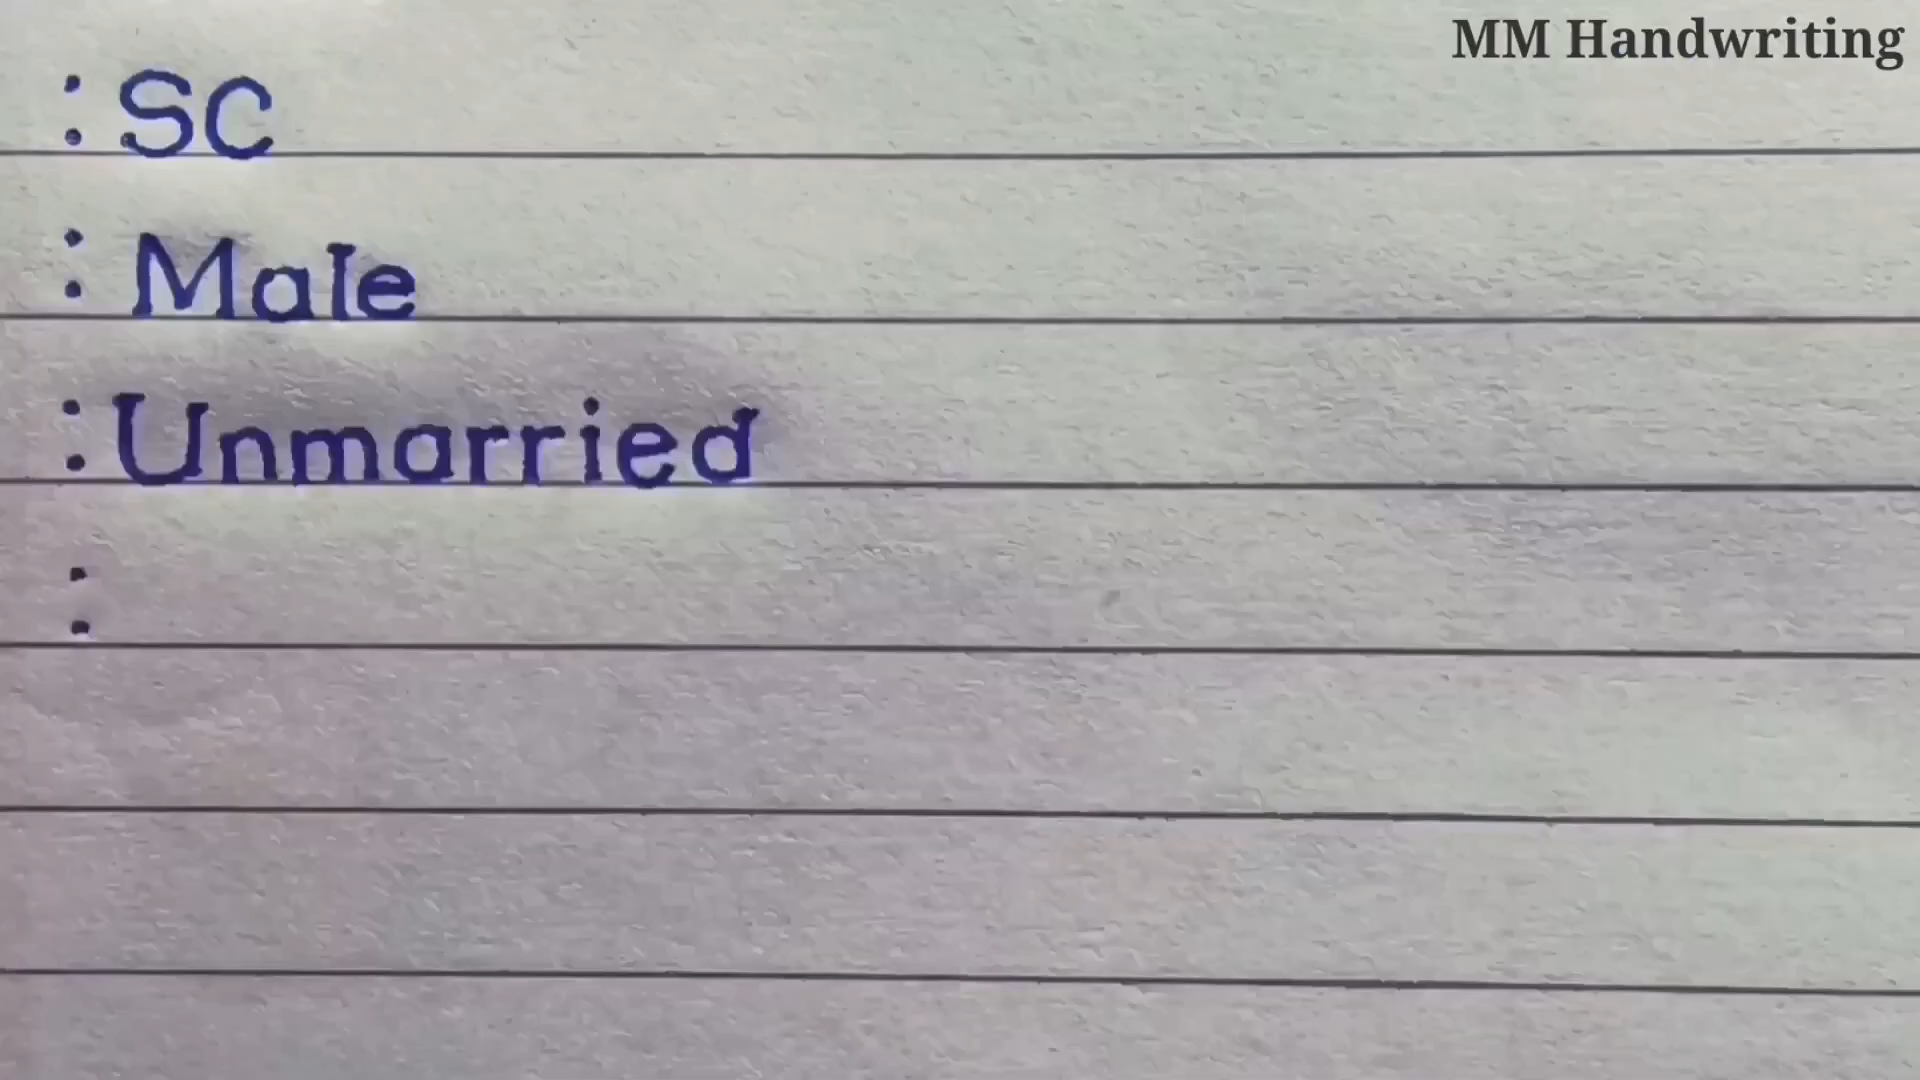 MM Handwriting
: SC
: Male
: Unmarried
: